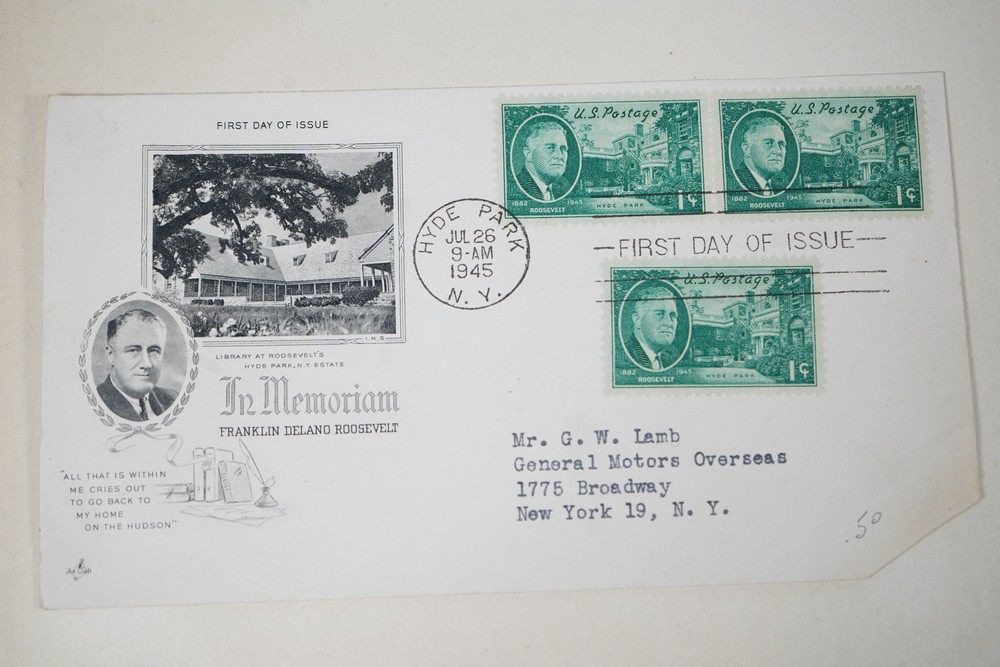 FIRST DAY OF ISSUE
I.N.S
LIBRARY AT ROOSEVELT'S
HYDE PARK, N.Y. ESTATE
In Memoriam
FRANKLIN DELANO ROOSEVELT
"ALL THAT IS WITHIN
ME CRIES OUT
TO GO BACK TO
MY HOME
ON THE HUDSON"
Art Craft
HYDE PARK
JUL 26
9-AM
1945
N. Y.
U.S. Postage
1882 1945
ROOSEVELT
HYDE PARK
1¢
U.S. Postage
1882 1945
ROOSEVELT
HYDE PARK
1¢
FIRST DAY OF ISSUE
U.S. Postage
1882 1945
ROOSEVELT
HYDE PARK
1¢
Mr. G. W. Lamb
General Motors Overseas
1775 Broadway
New York 19, N. Y.
.50